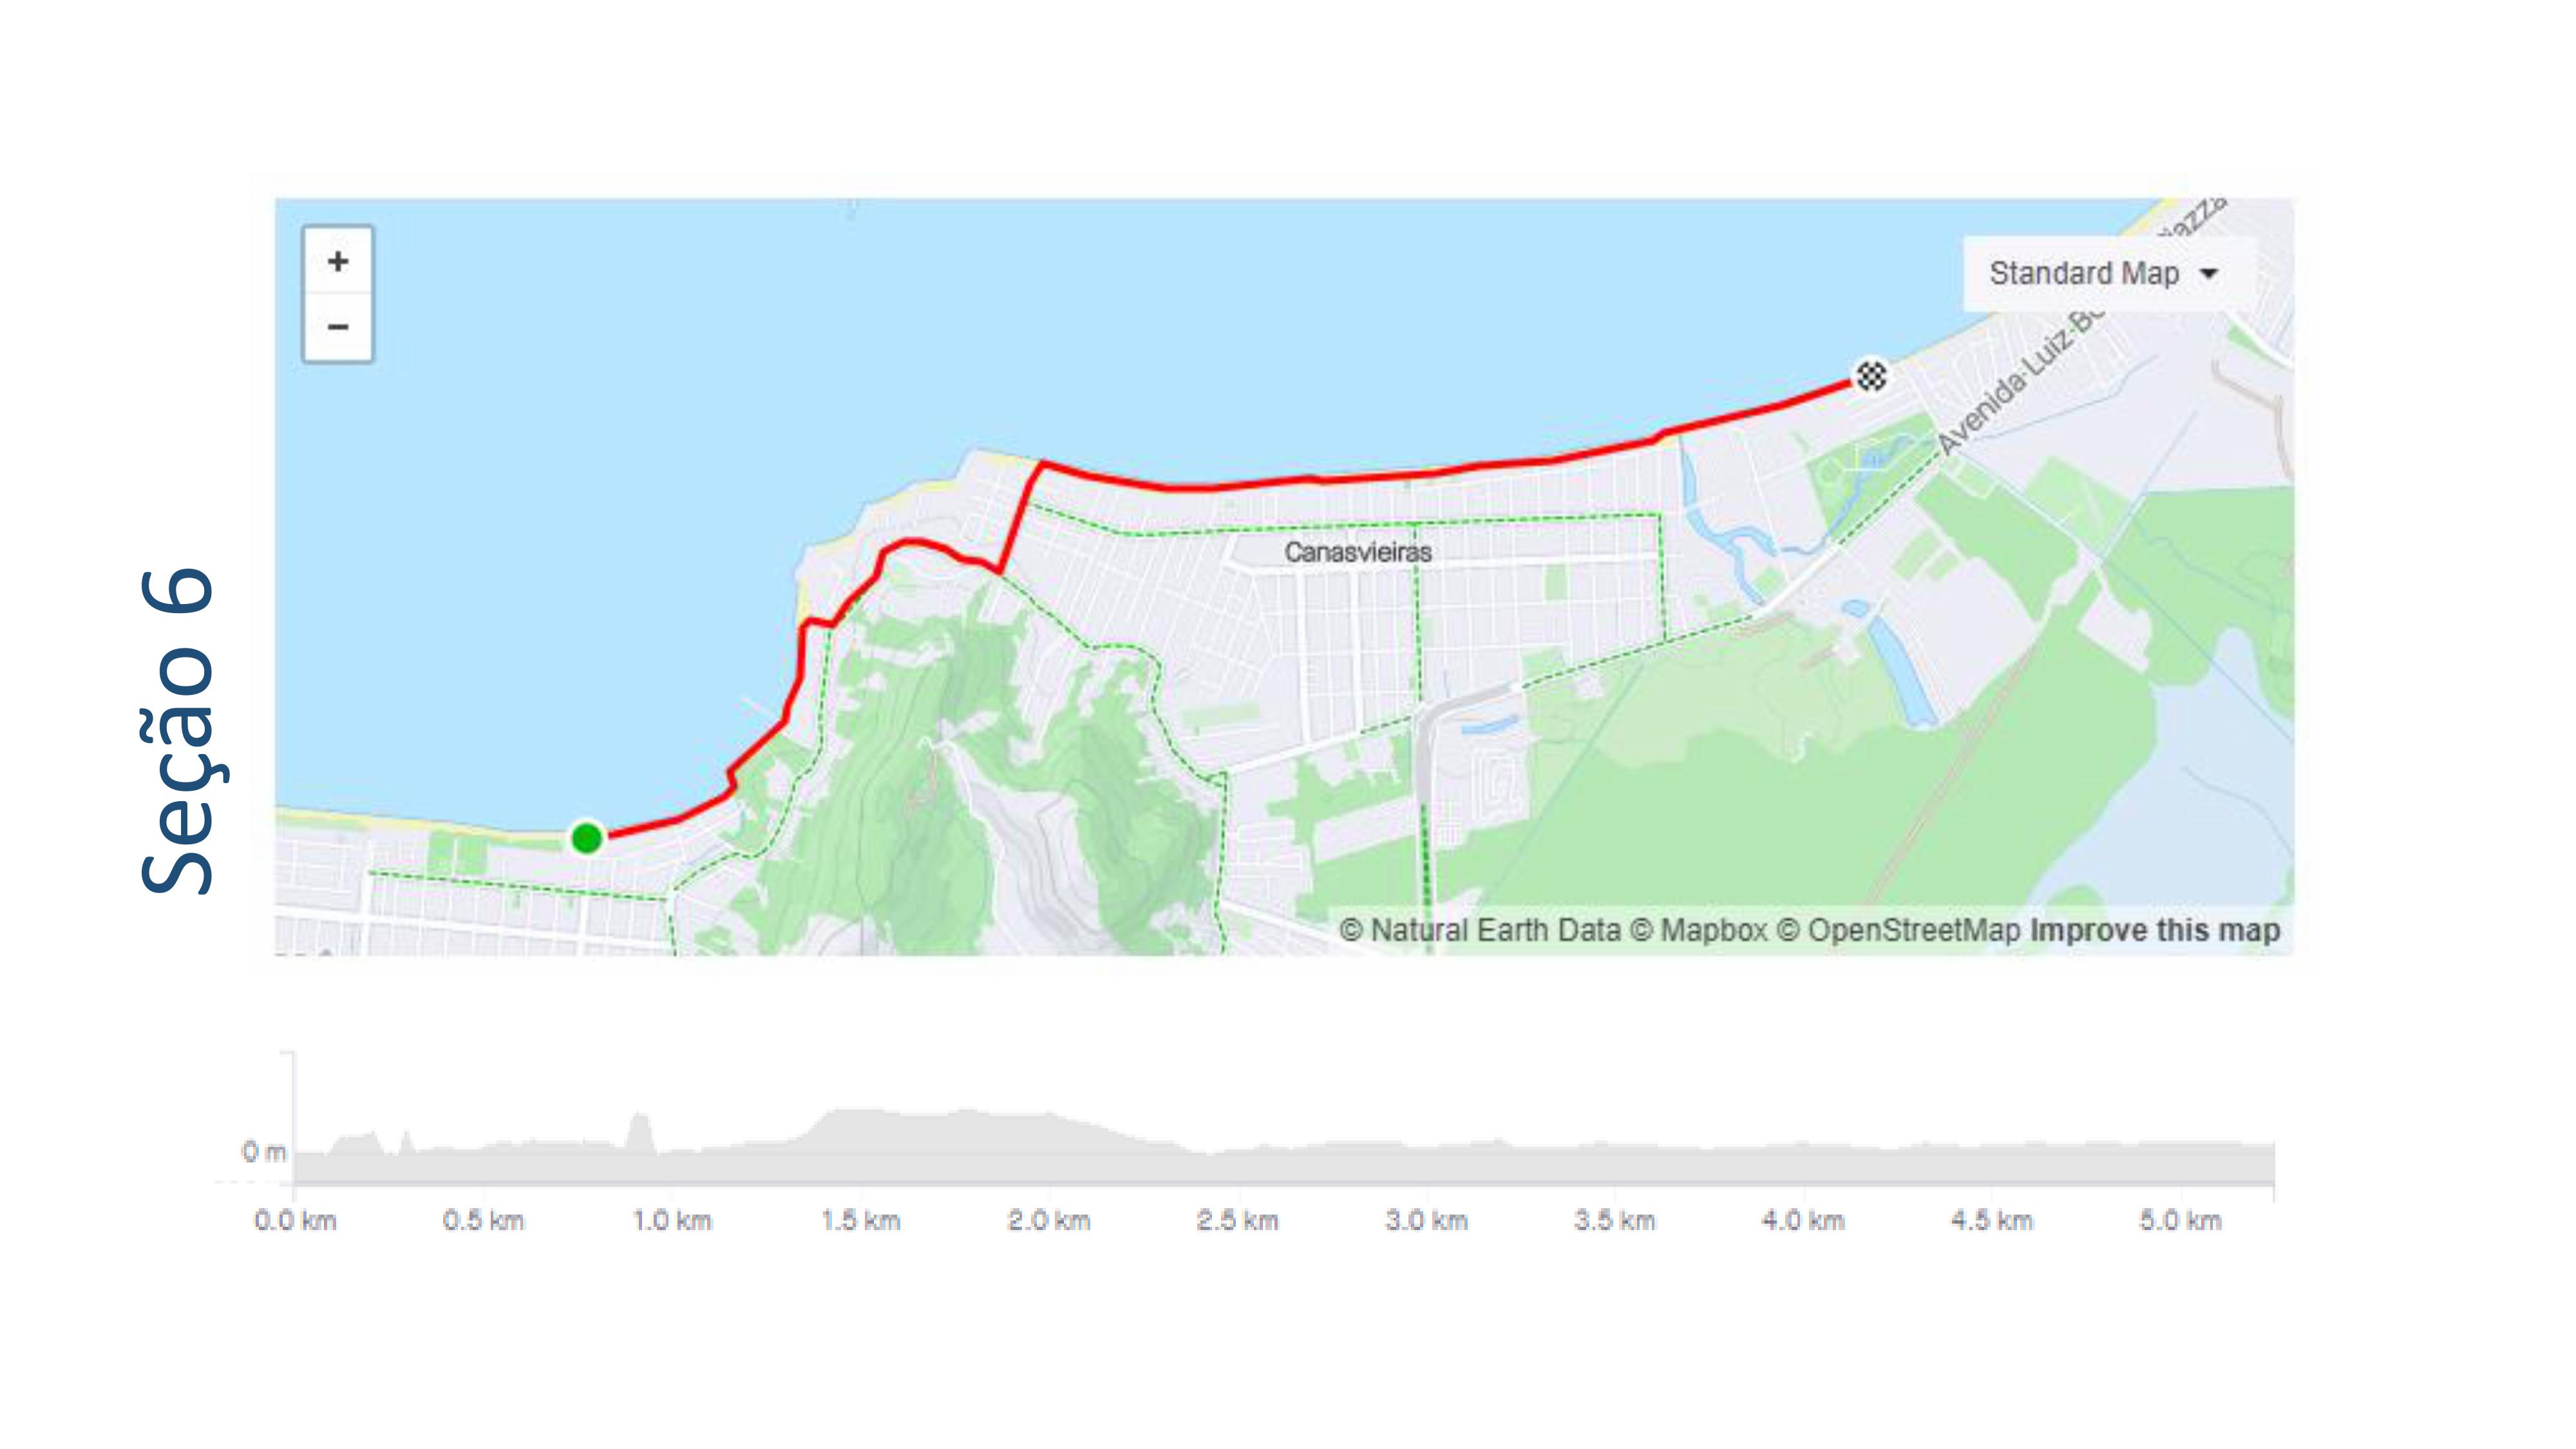 Seção 6
+
−
Standard Map
Avenida Luiz Bo
iazza
Canasvieiras
© Natural Earth Data © Mapbox © OpenStreetMap Improve this map
0 m
0.0 km 0.5 km 1.0 km 1.5 km 2.0 km 2.5 km 3.0 km 3.5 km 4.0 km 4.5 km 5.0 km